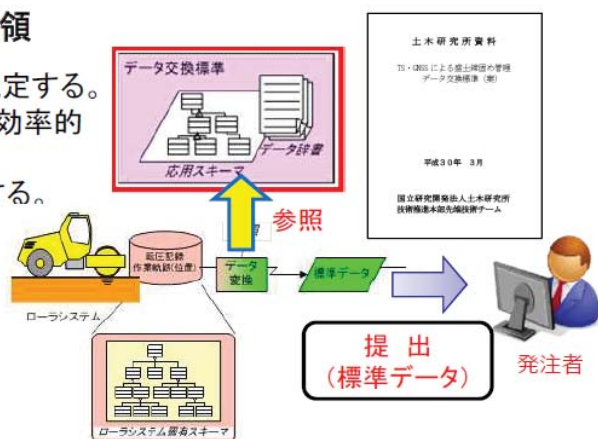 領
定する。
効率的
する。
データ交換標準
データ辞書
応用スキーマ
土木研究所資料
TS・GNSSによる盛土締固め管理
データ交換標準（案）
平成３０年　３月
国立研究開発法人土木研究所
技術推進本部先端技術チーム
参照
転圧記録
作業軌跡(位置)
データ
変換
標準データ
ローラシステム
提　出
（標準データ）
発注者
ローラシステム固有スキーマ